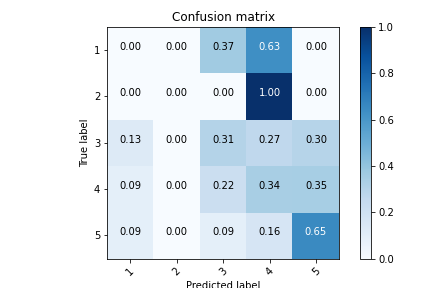 Confusion matrix
1.0
1 0.00 0.00 0.37 0.63 0.00
0.8
2 0.00 0.00 0.00 1.00 0.00
0.6
True label
3 0.13 0.00 0.31 0.27 0.30
0.4
4 0.09 0.00 0.22 0.34 0.35
0.2
5 0.09 0.00 0.09 0.16 0.65
0.0
1 2 3 4 5
Predicted label